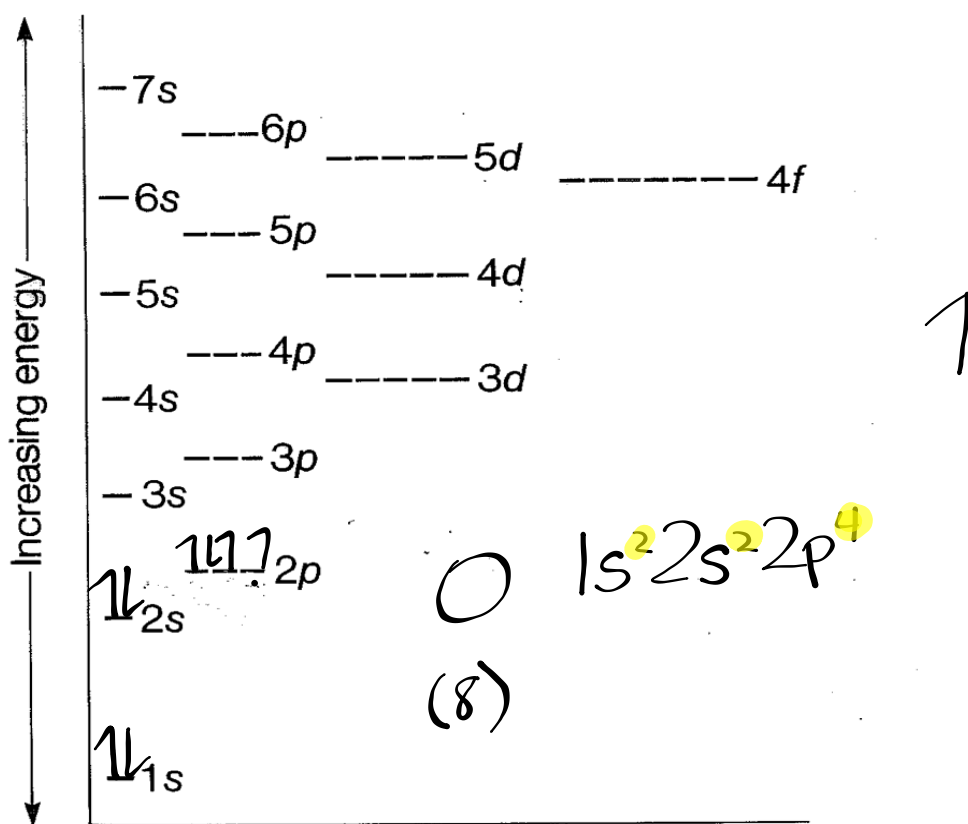 Increasing energy
7s
6p
5d
4f
6s
5p
4d
5s
4p
3d
4s
3p
3s
1s²2s²2p⁴
2p
O
2s
(8)
1s
1